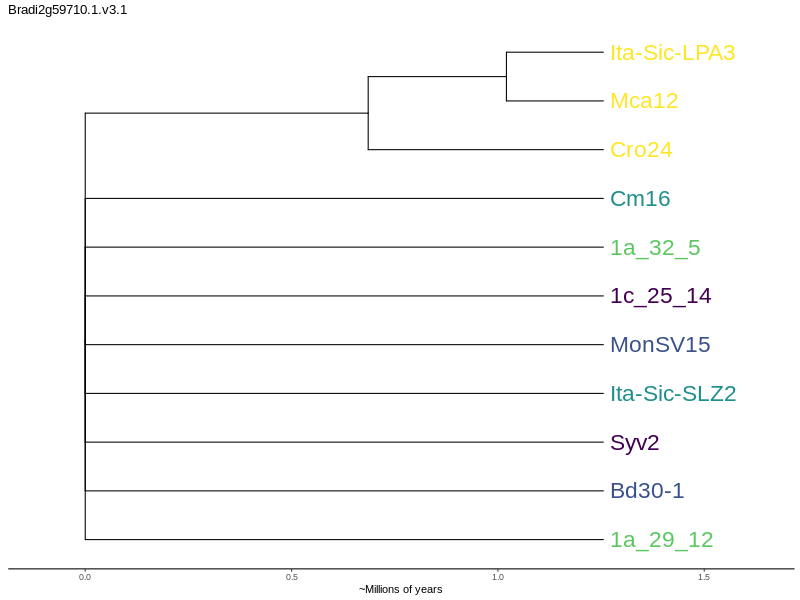 Bradi2g59710.1.v3.1
Ita-Sic-LPA3
Mca12
Cro24
Cm16
1a_32_5
1c_25_14
MonSV15
Ita-Sic-SLZ2
Syv2
Bd30-1
1a_29_12
0.0 0.5 1.0 1.5
~Millions of years